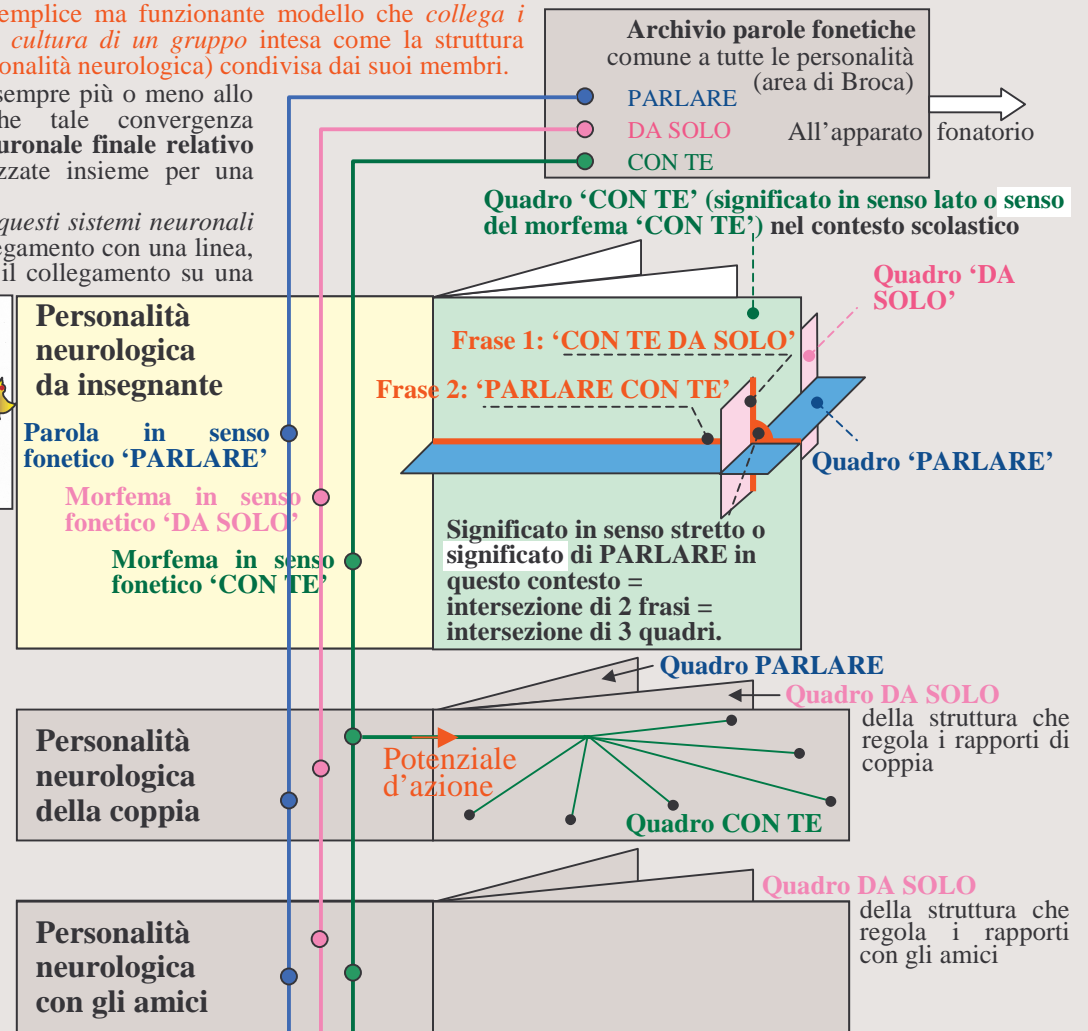 emplice ma funzionante modello che collega i
cultura di un gruppo intesa come la struttura
onalità neurologica) condivisa dai suoi membri.
sempre più o meno allo
he tale convergenza
uronale finale relativo
zzate insieme per una
questi sistemi neuronali
egamento con una linea,
il collegamento su una
Archivio parole fonetiche
comune a tutte le personalità
(area di Broca)
PARLARE
DA SOLO
CON TE
All'apparato fonatorio
Quadro ‘CON TE’ (significato in senso lato o senso
del morfema ‘CON TE’) nel contesto scolastico
Quadro ‘DA
SOLO’
Personalità
neurologica
da insegnante
Frase 1: ‘CON TE DA SOLO’
Frase 2: ‘PARLARE CON TE’
Parola in senso
fonetico ‘PARLARE’
Quadro ‘PARLARE’
Morfema in senso
fonetico ‘DA SOLO’
Morfema in senso
fonetico ‘CON TE’
Significato in senso stretto o
significato di PARLARE in
questo contesto =
intersezione di 2 frasi =
intersezione di 3 quadri.
Quadro PARLARE
Quadro DA SOLO
della struttura che
regola i rapporti di
coppia
Personalità
neurologica
della coppia
Potenziale
d’azione
Quadro CON TE
Quadro DA SOLO
della struttura che
regola i rapporti
con gli amici
Personalità
neurologica
con gli amici